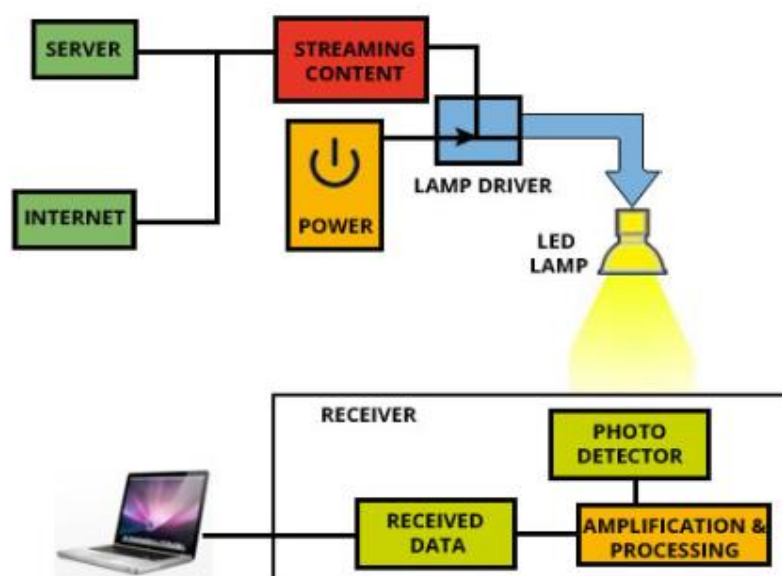 SERVER
STREAMING
CONTENT
INTERNET
POWER
LAMP DRIVER
LED
LAMP
RECEIVER
PHOTO
DETECTOR
RECEIVED
DATA
AMPLIFICATION &
PROCESSING